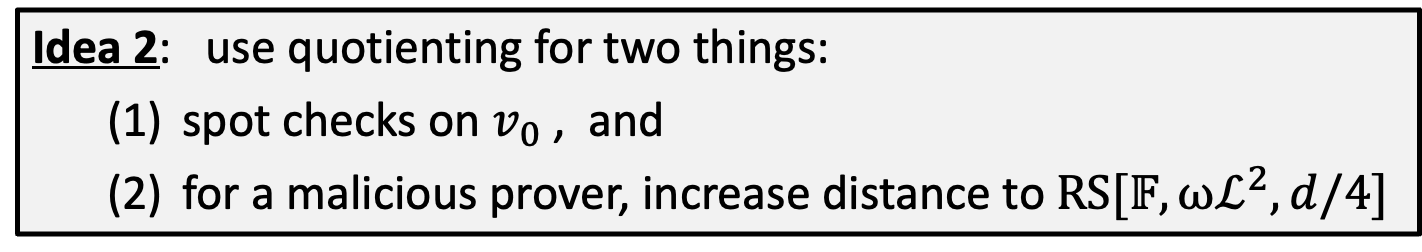 Idea 2: use quotienting for two things:
(1) spot checks on 𝑣₀ , and
(2) for a malicious prover, increase distance to RS[𝔽, ωℒ², 𝑑/4]